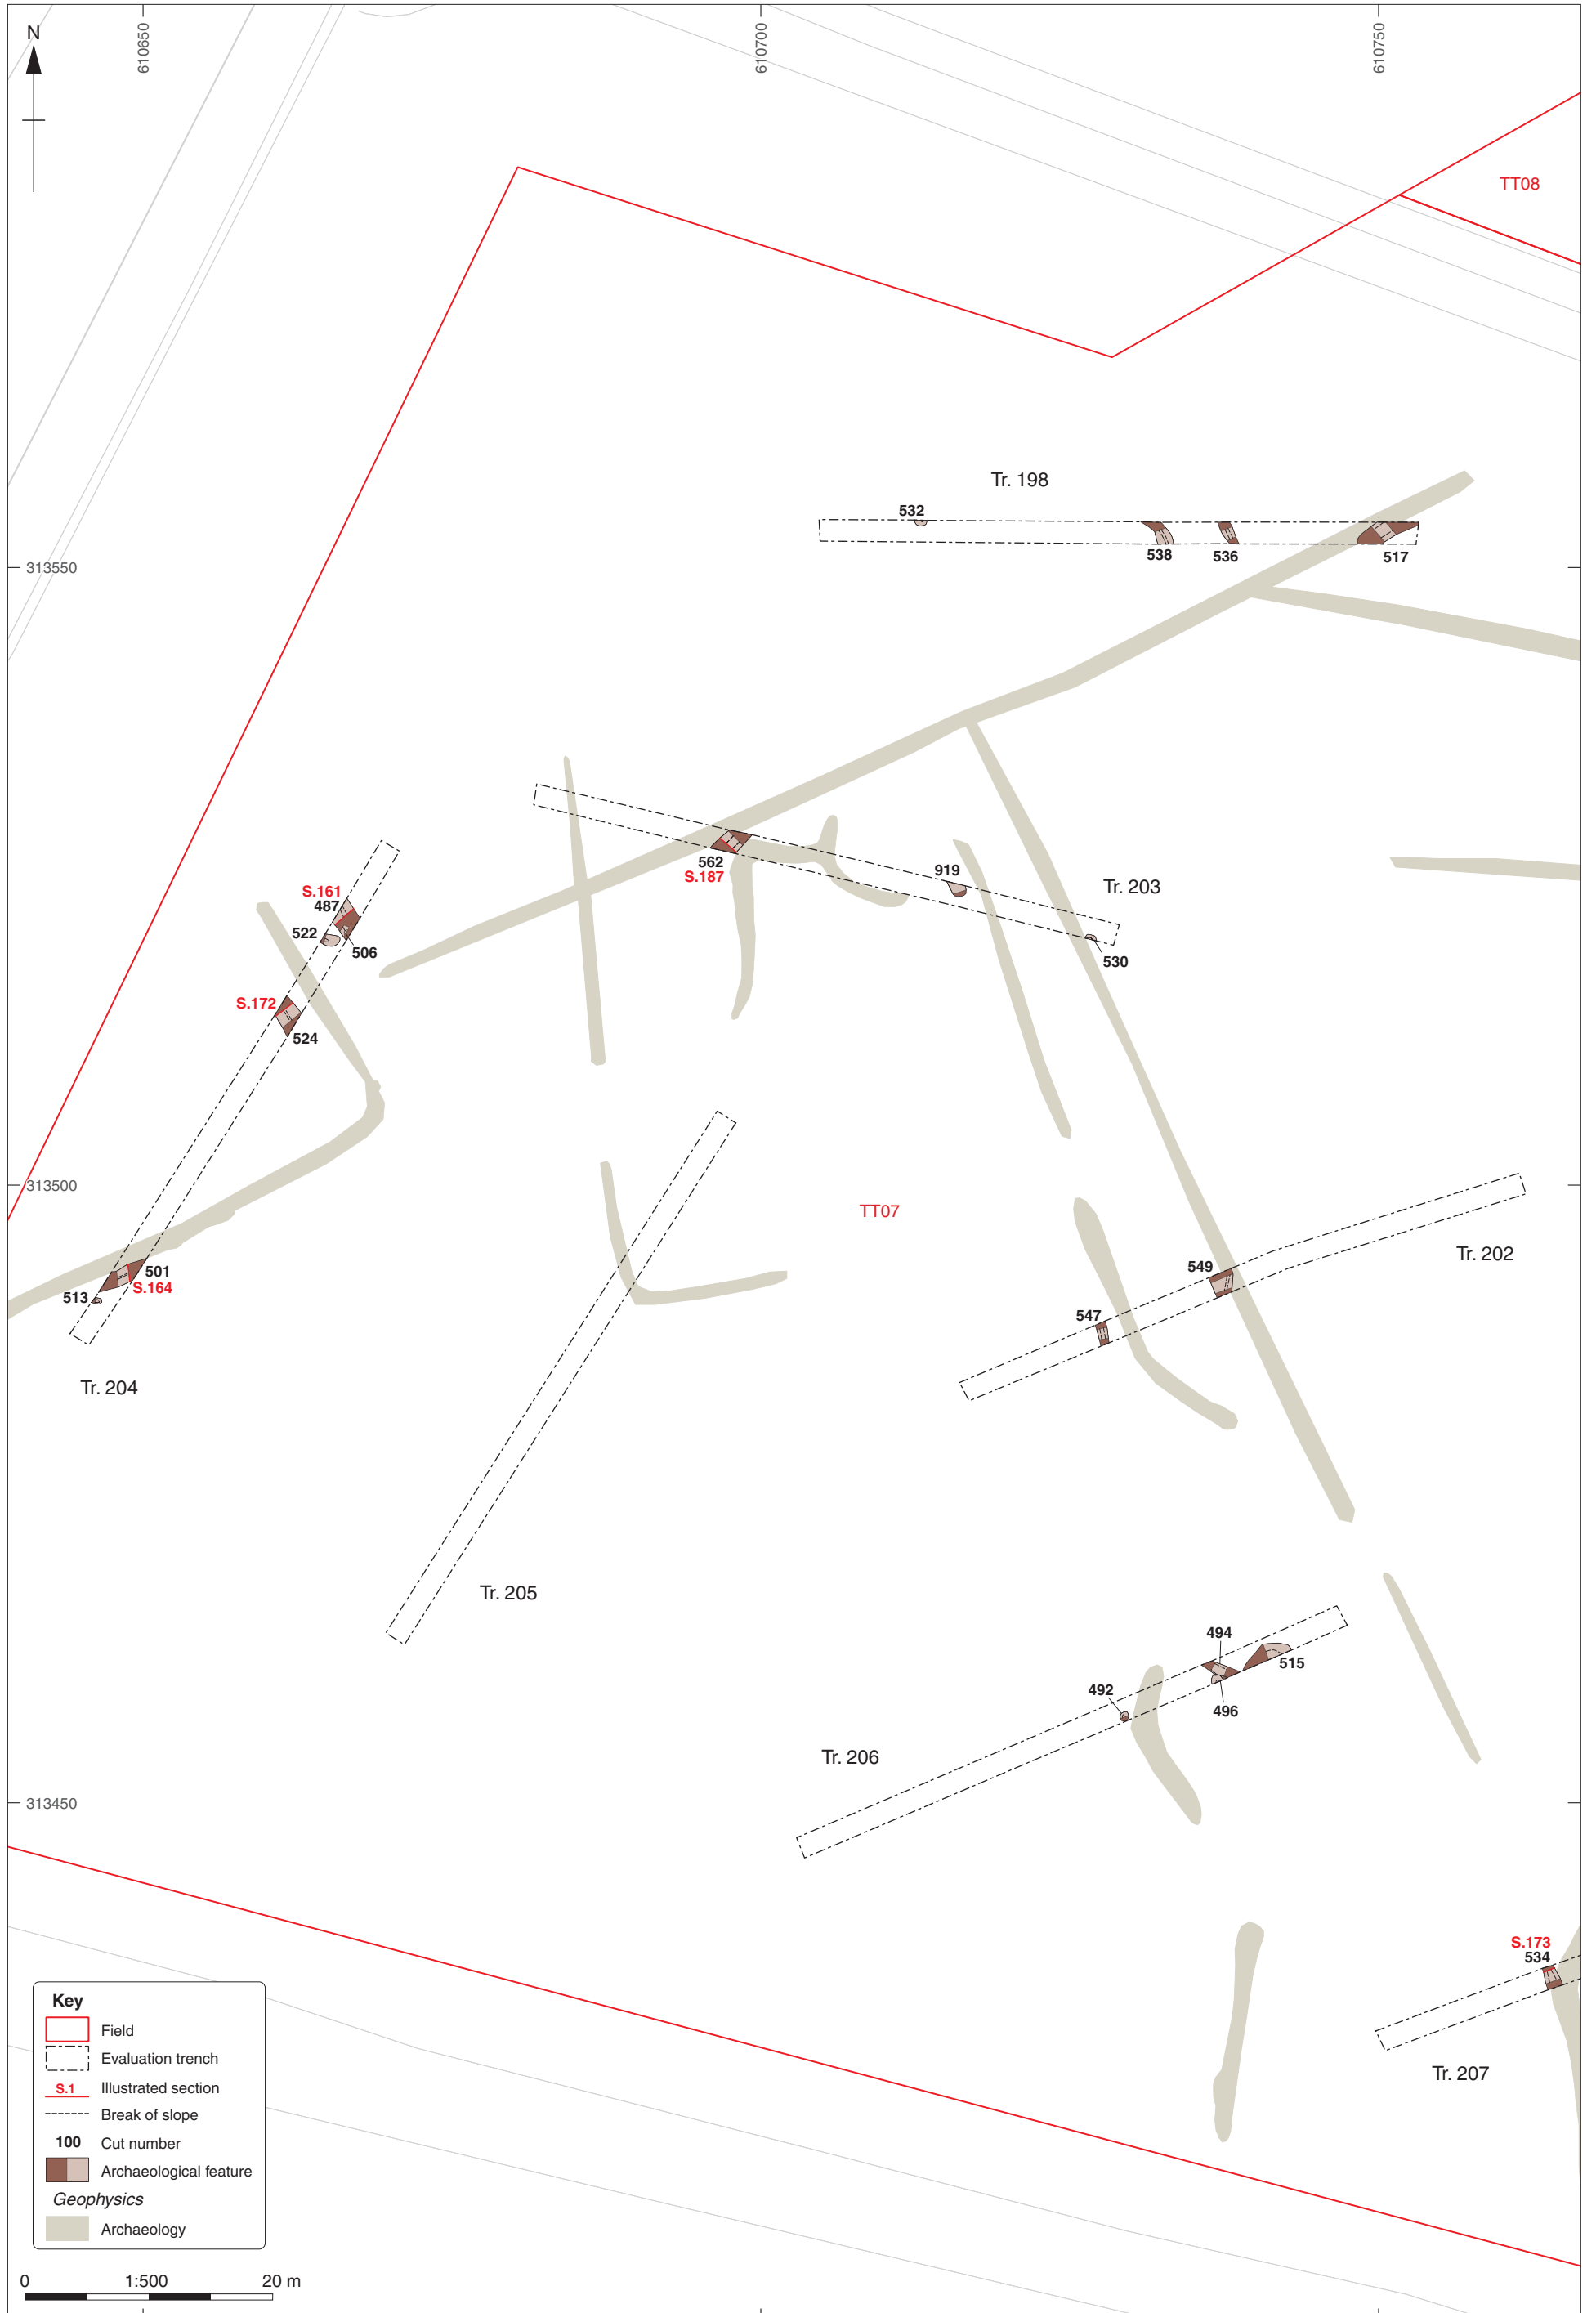 N
610650
610700
610750
TT08
Tr. 198
532
538
536
517
313550
562
S.187
919
Tr. 203
530
S.161
487
522
506
S.172
524
313500
TT07
501
S.164
513
Tr. 204
549
547
Tr. 202
Tr. 205
494
515
492
496
Tr. 206
313450
S.173
534
Tr. 207
Key
Field
Evaluation trench
S.1 Illustrated section
Break of slope
100 Cut number
Archaeological feature
Geophysics
Archaeology
0 1:500 20 m